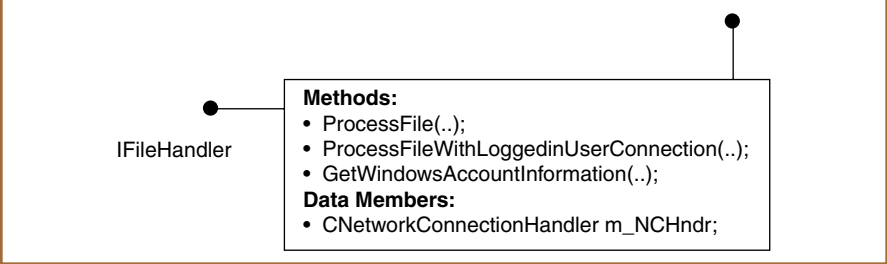 IFileHandler
Methods:
• ProcessFile(..);
• ProcessFileWithLoggedinUserConnection(..);
• GetWindowsAccountInformation(..);
Data Members:
• CNetworkConnectionHandler m_NCHndr;